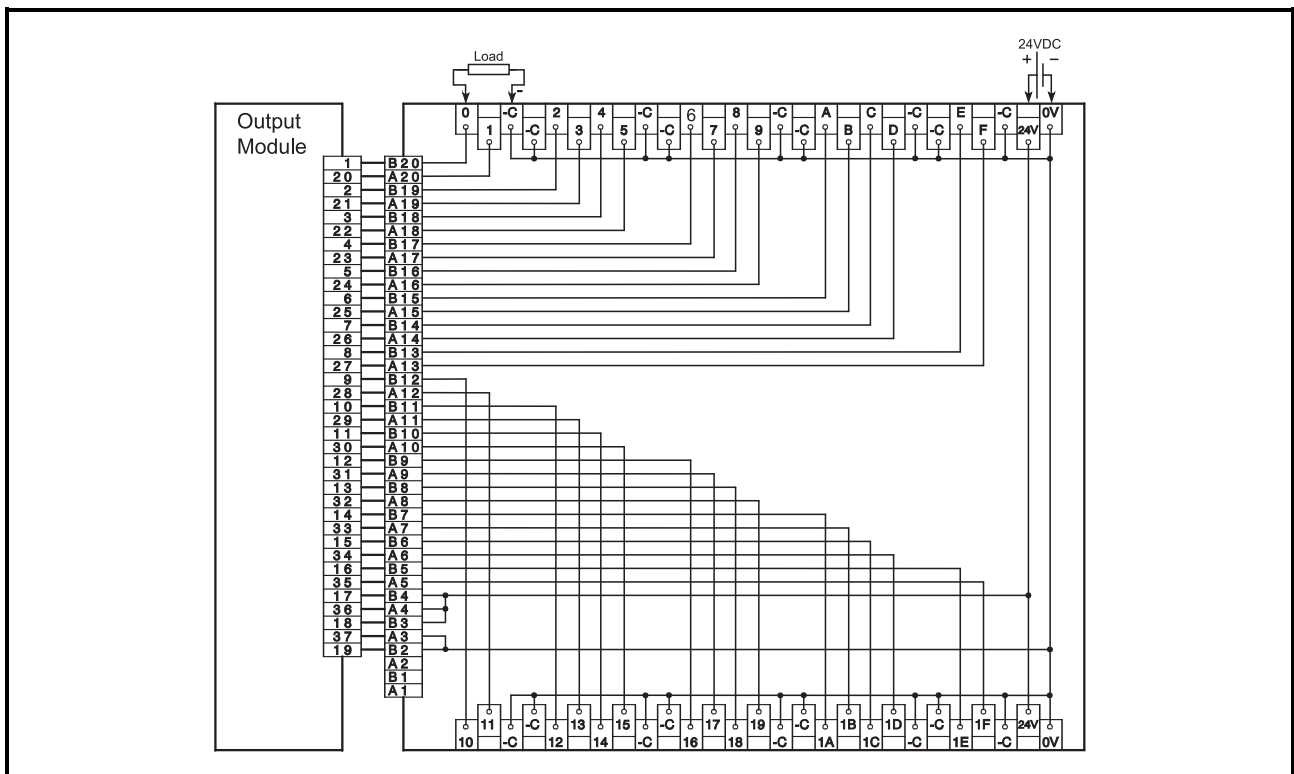 Load
24VDC
+ −
-
0 -C 2 4 -C 6 8 -C A C -C E -C 0V
1 -C 3 5 -C 7 9 -C B D -C F 24V
Output
Module
1 B20
20 A20
2 B19
21 A19
3 B18
22 A18
4 B17
23 A17
5 B16
24 A16
6 B15
25 A15
7 B14
26 A14
8 B13
27 A13
9 B12
28 A12
10 B11
29 A11
11 B10
30 A10
12 B9
31 A9
13 B8
32 A8
14 B7
33 A7
15 B6
34 A6
16 B5
35 A5
17 B4
36 A4
18 B3
37 A3
19 B2
A2
B1
A1
11 -C 13 15 -C 17 19 -C 1B 1D -C 1F 24V
10 -C 12 14 -C 16 18 -C 1A 1C -C 1E -C 0V